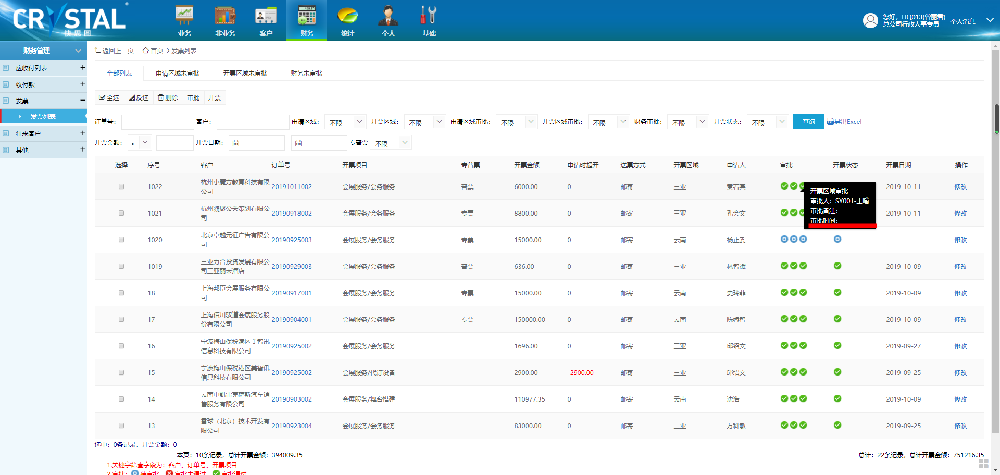 CRYSTAL
®
快思图
业务
非业务
客户
财务
统计
个人
基础
您好，HQ013(曾丽君)
总公司行政人事专员
个人消息
财务管理
应收付列表 +
收付款 +
发票 −
发票列表
往来客户 +
其他 +
返回上一页 首页 > 发票列表
全部列表 申请区域未审批 开票区域未审批 财务未审批
全选 反选 删除 审批 开票
订单号： 客户： 申请区域： 不限 开票区域： 不限 申请区域审批： 不限 开票区域审批： 不限 财务审批： 不限 开票状态： 不限 查询 导出Excel
开票金额： > 开票日期： - 专普票 不限
选择 序号 客户 订单号 开票项目 专普票 开票金额 申请时超开 送票方式 开票区域 申请人 审批 开票状态 开票日期 操作
1022 杭州小魔方教育科技有限公司 20191011002 会展服务/会务服务 普票 6000.00 0 邮寄 三亚 秦若宾 2019-10-11 修改
开票区域审批
审批人：SY001-王喻
审批备注：
审批时间：
1021 杭州凝聚公关策划有限公司 20190918002 会展服务/会务服务 专票 8800.00 0 邮寄 三亚 孔会文 2019-10-11 修改
1020 北京卓越元征广告有限公司 20190925003 会展服务/会务服务 专票 15000.00 0 邮寄 云南 杨正委 修改
1019 三亚力合投资发展有限公司三亚丽禾酒店 20190929003 会展服务/会务服务 普票 636.00 0 邮寄 三亚 林智斌 2019-10-09 修改
18 上海邦臣会展服务有限公司 20190917001 会展服务/会务服务 专票 15000.00 0 邮寄 云南 史玲菲 2019-10-09 修改
17 上海佰川驭道会展服务股份有限公司 20190904001 会展服务/会务服务 专票 150000.00 0 邮寄 云南 陈睿智 2019-10-09 修改
16 宁波梅山保税港区美智讯信息科技有限公司 20190925002 会展服务/会务服务 1696.00 0 邮寄 三亚 邱绍文 2019-09-27 修改
15 宁波梅山保税港区美智讯信息科技有限公司 20190925002 会展服务/代订设备 2900.00 -2900.00 邮寄 三亚 邱绍文 2019-09-25 修改
14 云南中凯雷克萨斯汽车销售服务有限公司 20190903002 会展服务/舞台搭建 110977.35 0 邮寄 云南 沈浩 2019-10-09 修改
13 雪球（北京）技术开发有限公司 20190923004 会展服务/会务服务 83000.00 0 邮寄 三亚 万科敏 2019-09-25 修改
选中：0条记录，开票金额：0
本页：10条记录，总计开票金额：394009.35 总计：22条记录，总计开票金额：751216.35
1.关键字筛查字段为：客户、订单号、开票项目
2.审批： 待审批 审批未通过 审批通过